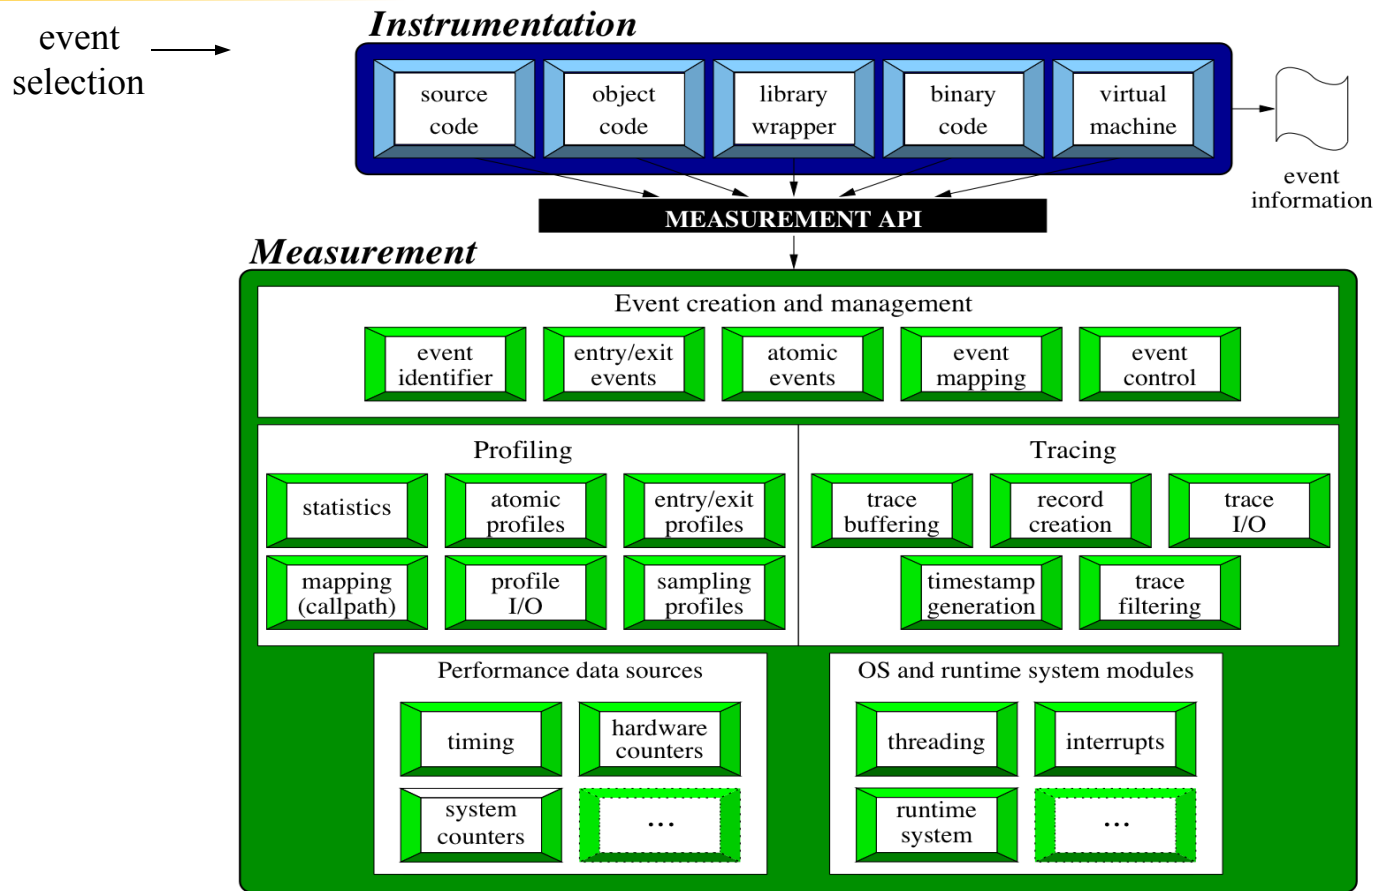 Instrumentation
event
selection
source
code
object
code
library
wrapper
binary
code
virtual
machine
event
information
MEASUREMENT API
Measurement
Event creation and management
event
identifier
entry/exit
events
atomic
events
event
mapping
event
control
Profiling
statistics
atomic
profiles
entry/exit
profiles
mapping
(callpath)
profile
I/O
sampling
profiles
Tracing
trace
buffering
record
creation
trace
I/O
timestamp
generation
trace
filtering
Performance data sources
timing
hardware
counters
system
counters
...
OS and runtime system modules
threading
interrupts
runtime
system
...